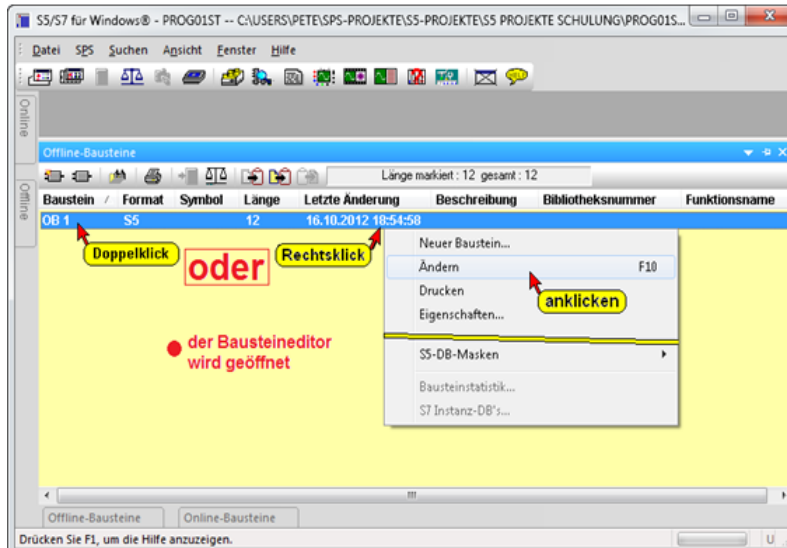 S5/S7 für Windows® - PROG01ST -- C:\USERS\PETE\SPS-PROJEKTE\S5-PROJEKTE\S5 PROJEKTE SCHULUNG\PROG01S...
Datei SPS Suchen Ansicht Fenster Hilfe
Online
Offline-Bausteine
Länge markiert : 12 gesamt : 12
Offline
Baustein Format Symbol Länge Letzte Änderung Beschreibung Bibliotheksnummer Funktionsname
OB 1 S5 12 16.10.2012 18:54:58
Doppelklick
oder
Rechtsklick
Neuer Baustein...
Ändern F10
anklicken
Drucken
Eigenschaften...
der Bausteineditor
wird geöffnet
S5-DB-Masken
Bausteinstatistik...
S7 Instanz-DB's...
Offline-Bausteine Online-Bausteine
Drücken Sie F1, um die Hilfe anzuzeigen.
U